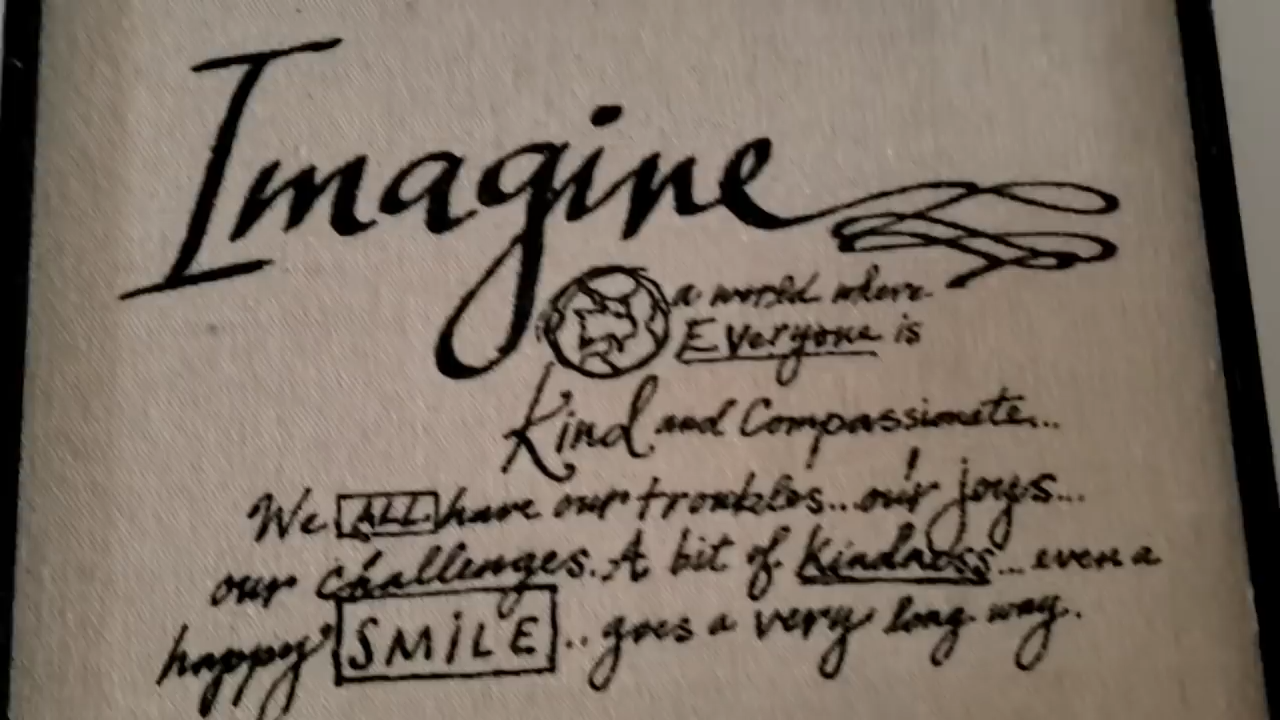 Imagine
a world where
Everyone is
Kind and Compassionate...
We ALL have our troubles...our joys...
our challenges. A bit of Kindness...even a
happy SMiLE...goes a very long way.